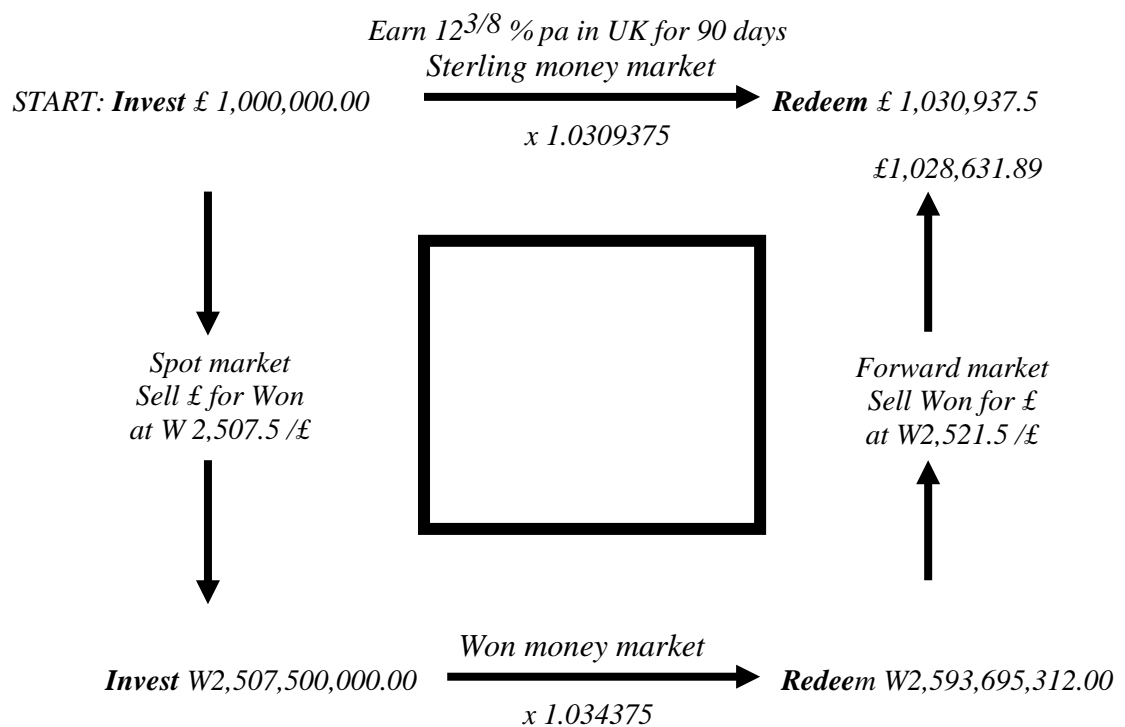 Earn 12 3/8 % pa in UK for 90 days
Sterling money market
START: Invest £ 1,000,000.00
Redeem £ 1,030,937.5
x 1.0309375
£1,028,631.89
Spot market
Sell £ for Won
at W 2,507.5 /£
Forward market
Sell Won for £
at W2,521.5 /£
Won money market
Invest W2,507,500,000.00
Redeem W2,593,695,312.00
x 1.034375